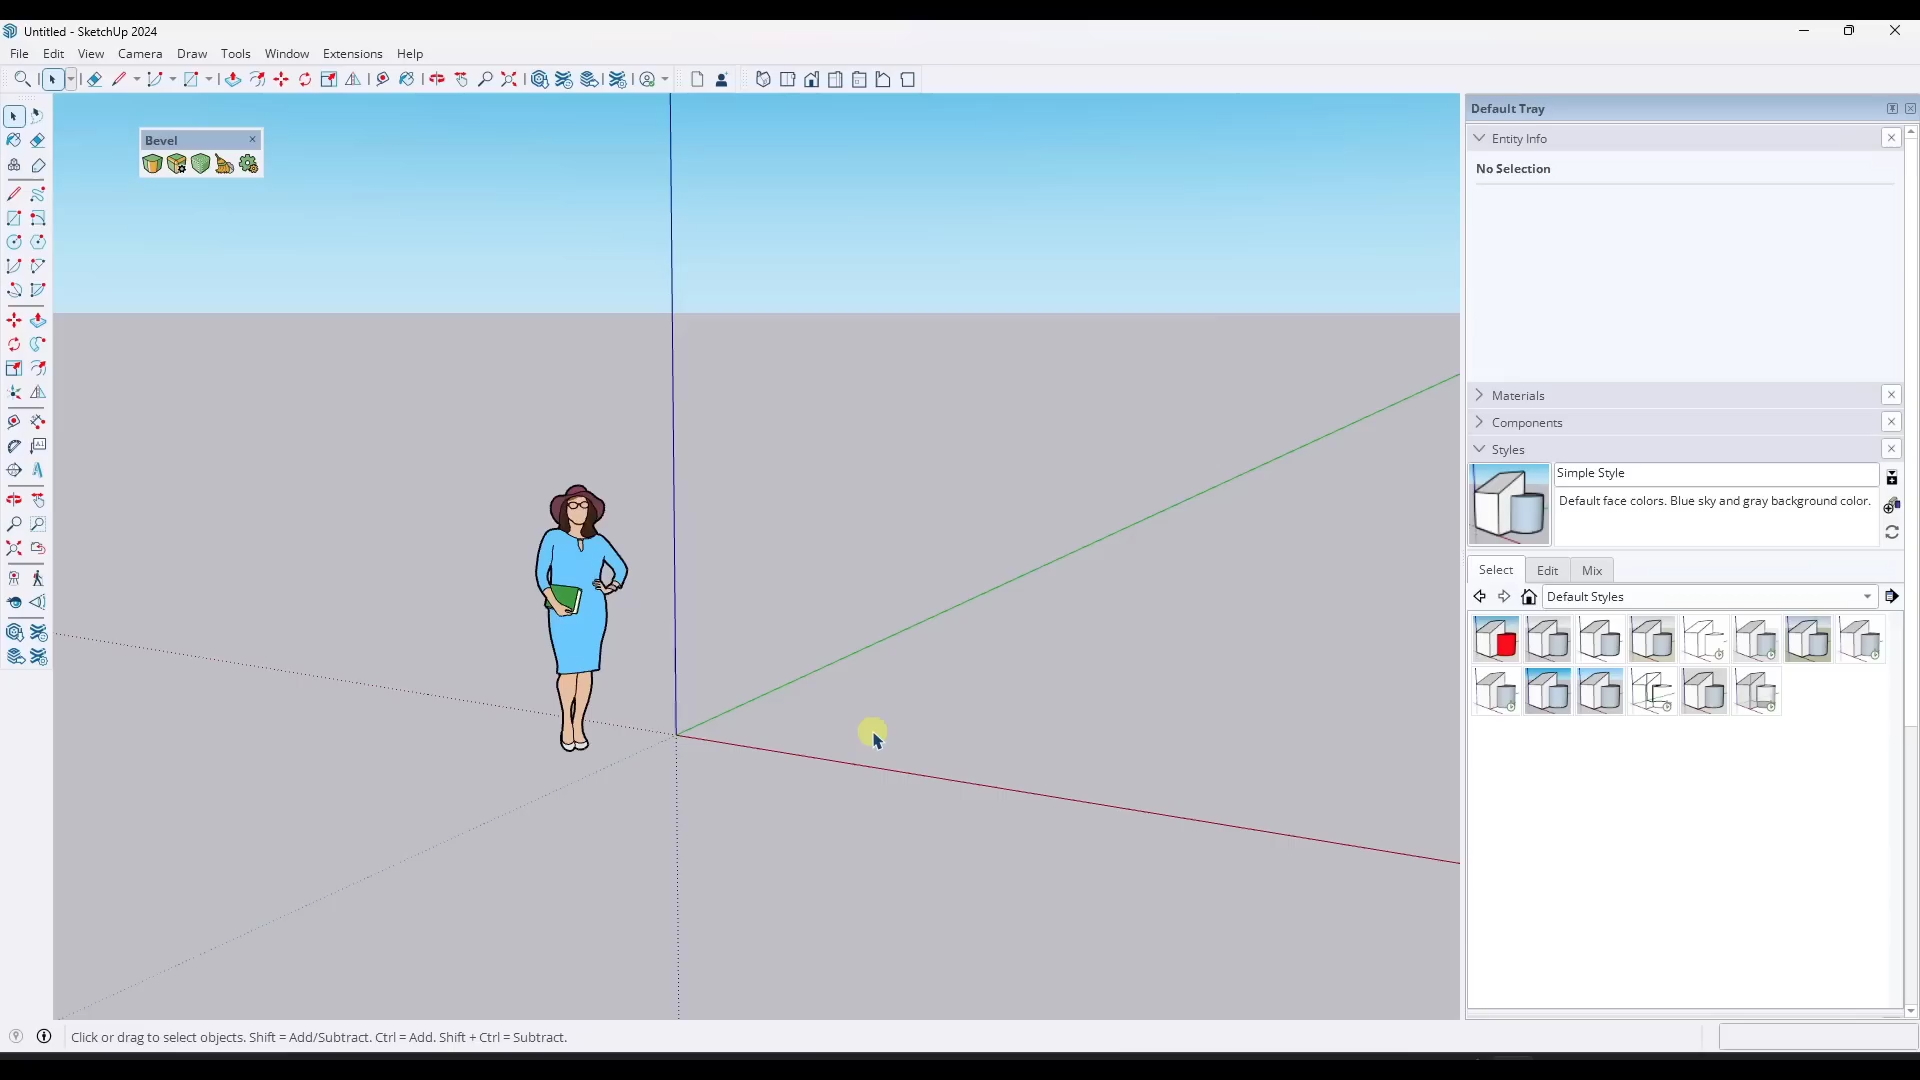 Untitled - SketchUp 2024
File Edit View Camera Draw Tools Window Extensions Help
Default Tray
Bevel
Entity Info
No Selection
Materials
Components
Styles
Simple Style
Default face colors. Blue sky and gray background color.
Select Edit Mix
Default Styles
Click or drag to select objects. Shift = Add/Subtract. Ctrl = Add. Shift + Ctrl = Subtract.